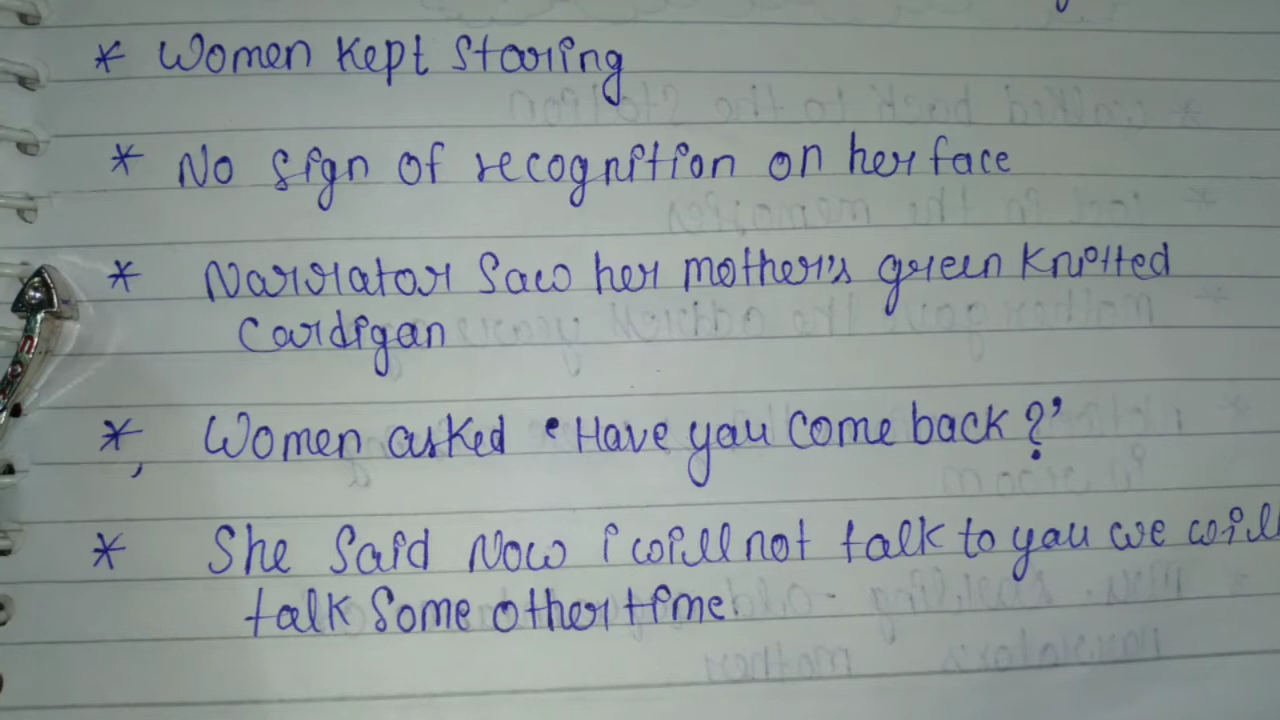 * Women Kept Staring
* No Sign of recognition on her face
* Narrator Saw her mother's green Knitted
Cardigan
* Women asked 'Have you Come back?'
* She Said Now i will not talk to you we will
talk Some other time